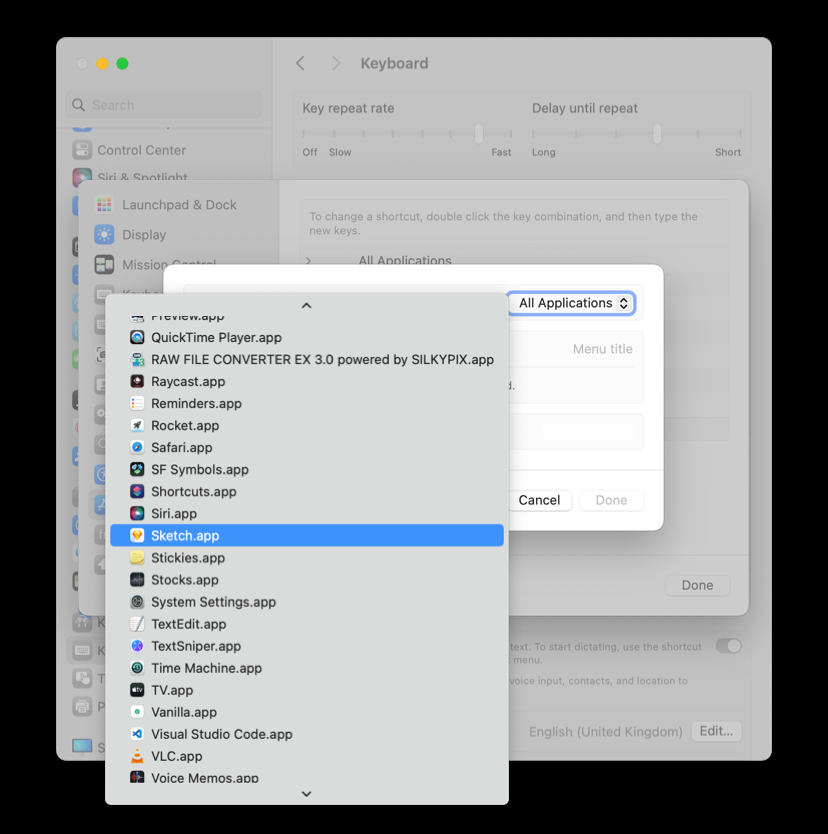 Keyboard
Search
Key repeat rate
Delay until repeat
Off
Slow
Fast
Long
Short
Control Center
Siri & Spotlight
Launchpad & Dock
Display
Mission Control
To change a shortcut, double click the key combination, and then type the
new keys.
All Applications
All Applications
Menu title
d.
Cancel
Done
Preview.app
QuickTime Player.app
RAW FILE CONVERTER EX 3.0 powered by SILKYPIX.app
Raycast.app
Reminders.app
Rocket.app
Safari.app
SF Symbols.app
Shortcuts.app
Siri.app
Sketch.app
Stickies.app
Stocks.app
System Settings.app
TextEdit.app
TextSniper.app
Time Machine.app
TV.app
Vanilla.app
Visual Studio Code.app
VLC.app
Voice Memos.app
Done
text. To start dictating, use the shortcut
menu.
voice input, contacts, and location to
English (United Kingdom)
Edit...